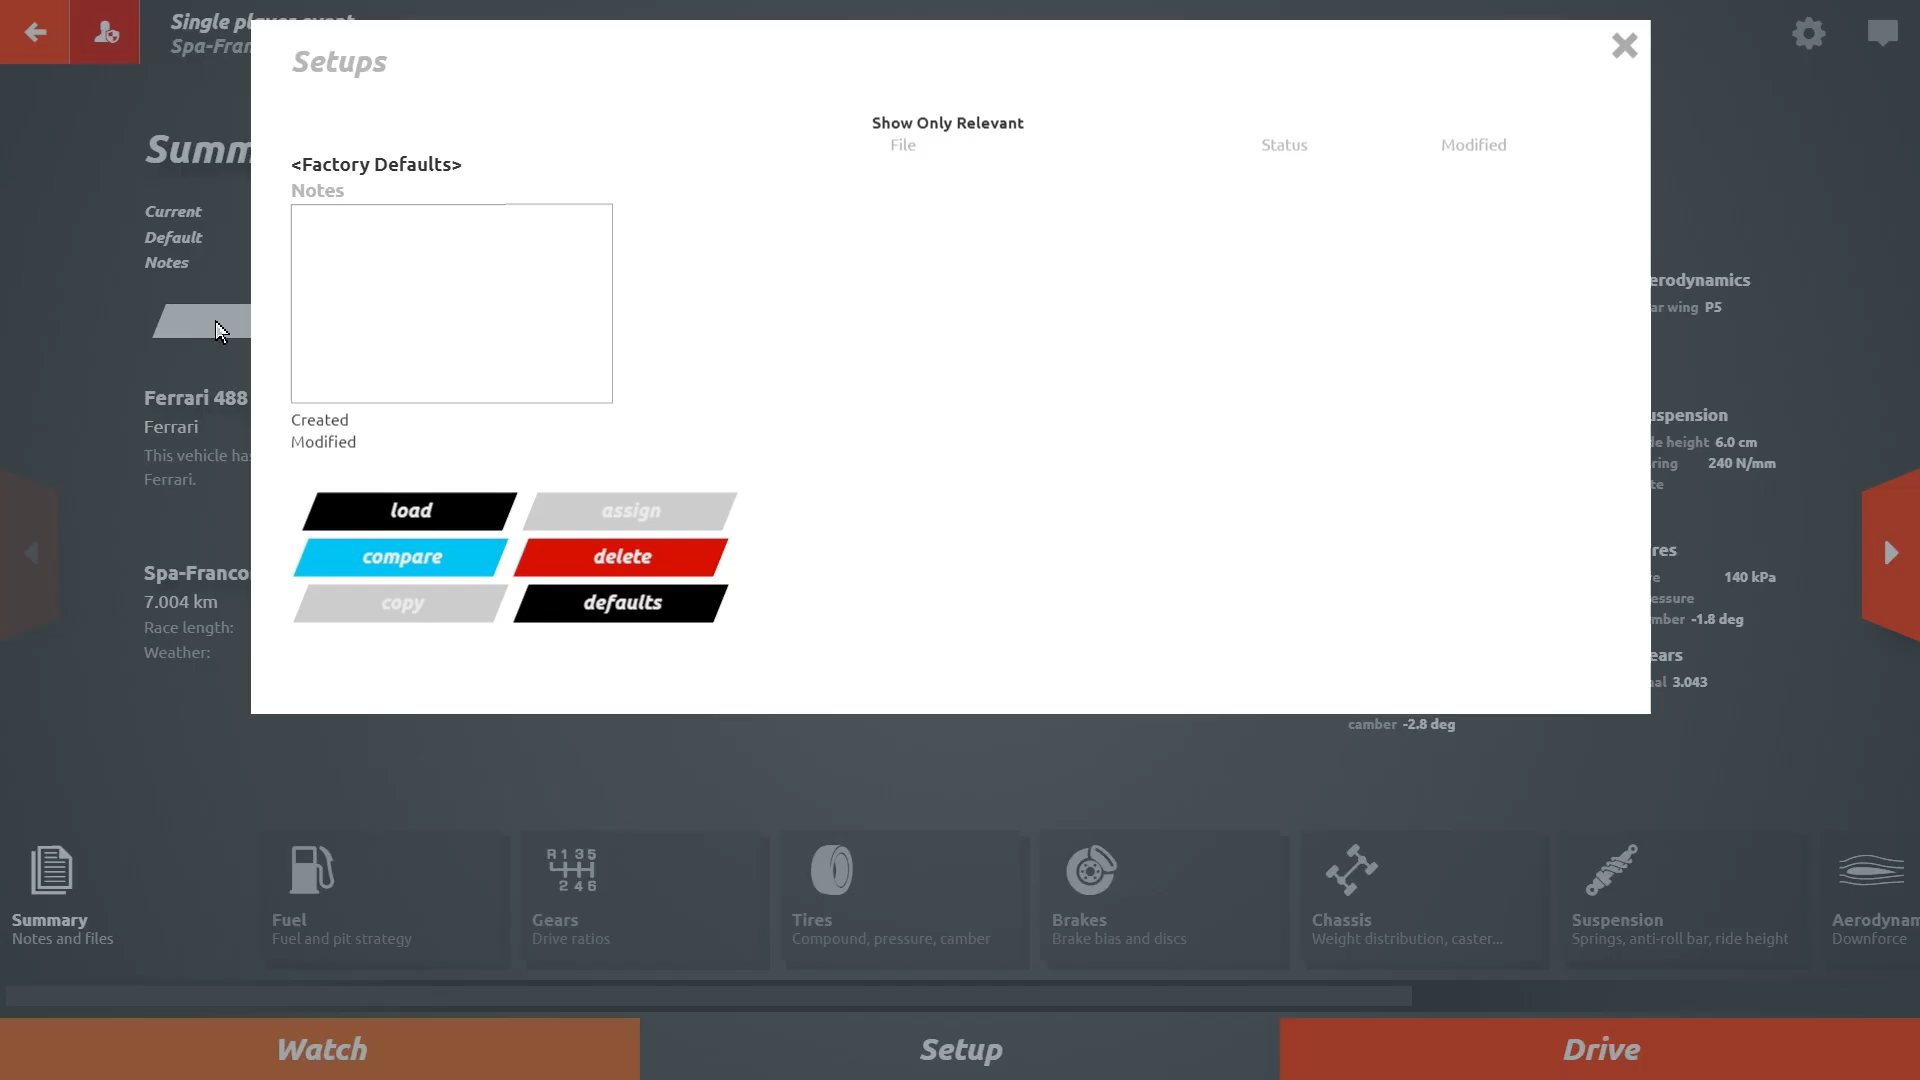 Single
Spa-Fran
Setups
Summ
Show Only Relevant
File Status Modified
<Factory Defaults>
Notes
Current
Default
Notes
Created
Modified
Ferrari 488
Ferrari
This vehicle has
Ferrari.
load
assign
compare
delete
copy
defaults
Spa-Franco
7.004 km
Race length:
Weather:
erodynamics
ar wing P5
uspension
de height 6.0 cm
ring 240 N/mm
te
res
re 140 kPa
essure
mber -1.8 deg
ears
nal 3.043
camber -2.8 deg
R 1 3 5
2 4 6
Summary
Notes and files
Fuel
Fuel and pit strategy
Gears
Drive ratios
Tires
Compound, pressure, camber
Brakes
Brake bias and discs
Chassis
Weight distribution, caster...
Suspension
Springs, anti-roll bar, ride height
Aerodynam
Downforce
Watch
Setup
Drive